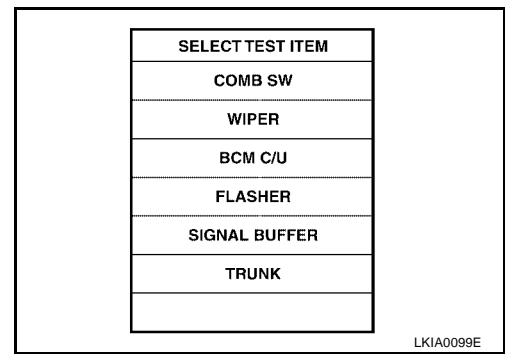 SELECT TEST ITEM
COMB SW
WIPER
BCM C/U
FLASHER
SIGNAL BUFFER
TRUNK
LKIA0099E